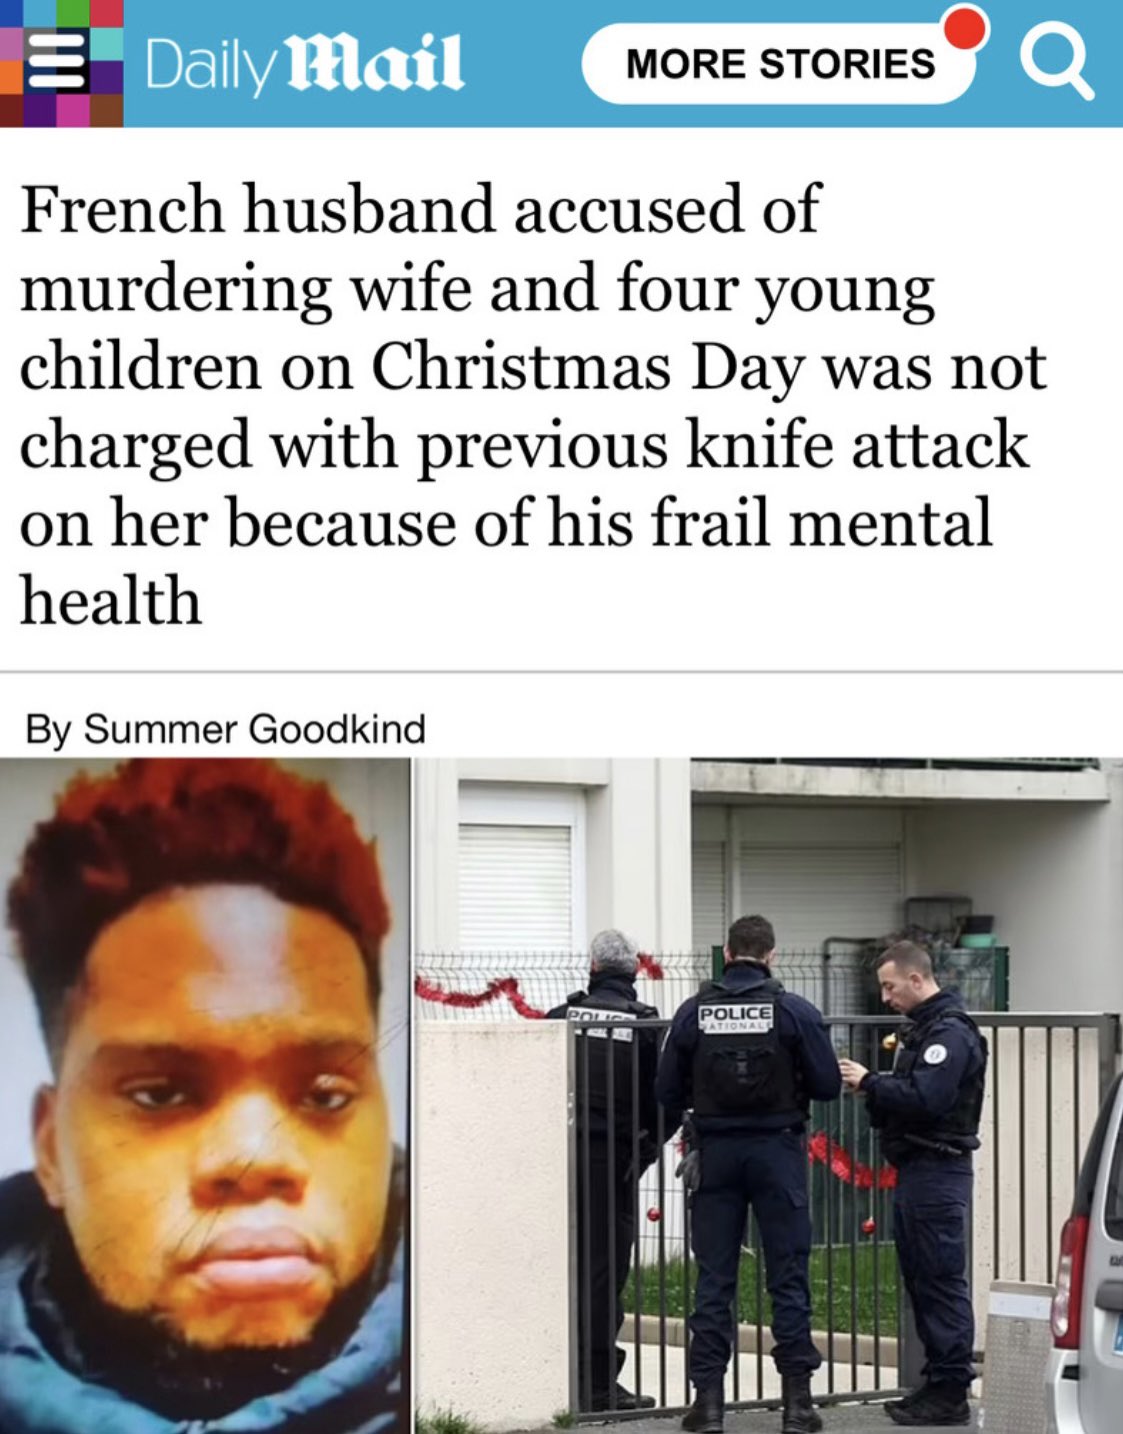 Daily Mail
MORE STORIES
French husband accused of
murdering wife and four young
children on Christmas Day was not
charged with previous knife attack
on her because of his frail mental
health
By Summer Goodkind
POLICE
POLICE
NATIONALE